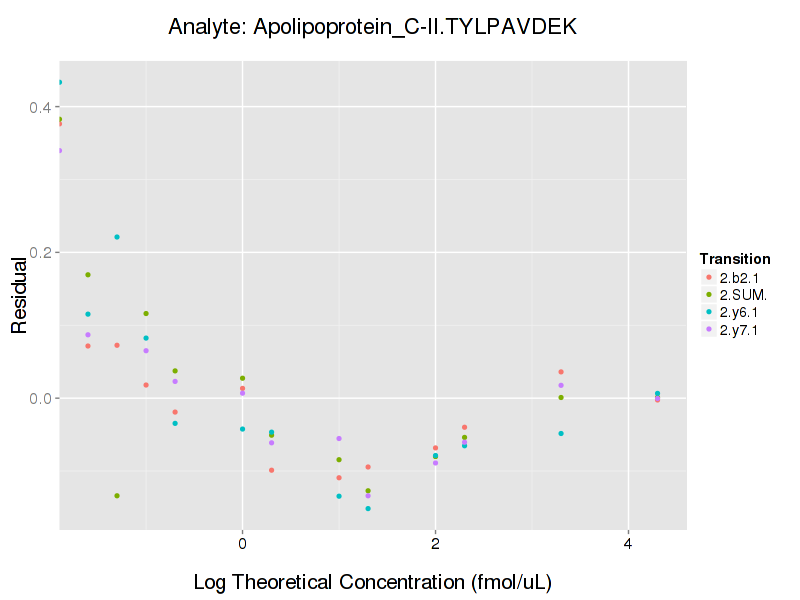 Analyte: Apolipoprotein_C-II.TYLPAVDEK
0.4
0.2
0.0
Residual
0
2
4
Log Theoretical Concentration (fmol/uL)
Transition
2.b2.1
2.SUM.
2.y6.1
2.y7.1